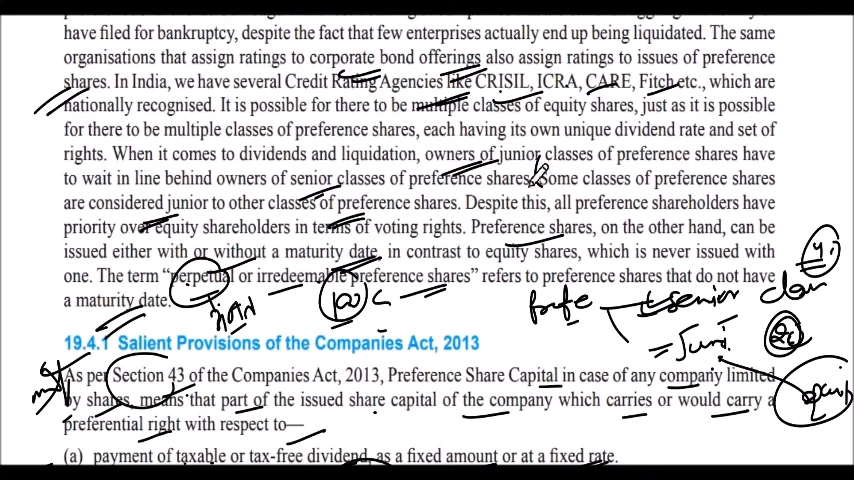 have filed for bankruptcy, despite the fact that few enterprises actually end up being liquidated. The same
organisations that assign ratings to corporate bond offerings also assign ratings to issues of preference
shares. In India, we have several Credit Rating Agencies like CRISIL, ICRA, CARE, Fitch etc., which are
nationally recognised. It is possible for there to be multiple classes of equity shares, just as it is possible
for there to be multiple classes of preference shares, each having its own unique dividend rate and set of
rights. When it comes to dividends and liquidation, owners of junior classes of preference shares have
to wait in line behind owners of senior classes of preference shares. Some classes of preference shares
are considered junior to other classes of preference shares. Despite this, all preference shareholders have
priority over equity shareholders in terms of voting rights. Preference shares, on the other hand, can be
issued either with or without a maturity date, in contrast to equity shares, which is never issued with
one. The term “perpetual or irredeemable preference shares” refers to preference shares that do not have
a maturity date.
senior
19.4.1 Salient Provisions of the Companies Act, 2013
As per Section 43 of the Companies Act, 2013, Preference Share Capital in case of any company limited
by shares, means that part of the issued share capital of the company which carries or would carry a
preferential right with respect to—
(a) payment of taxable or tax-free dividend, as a fixed amount or at a fixed rate.